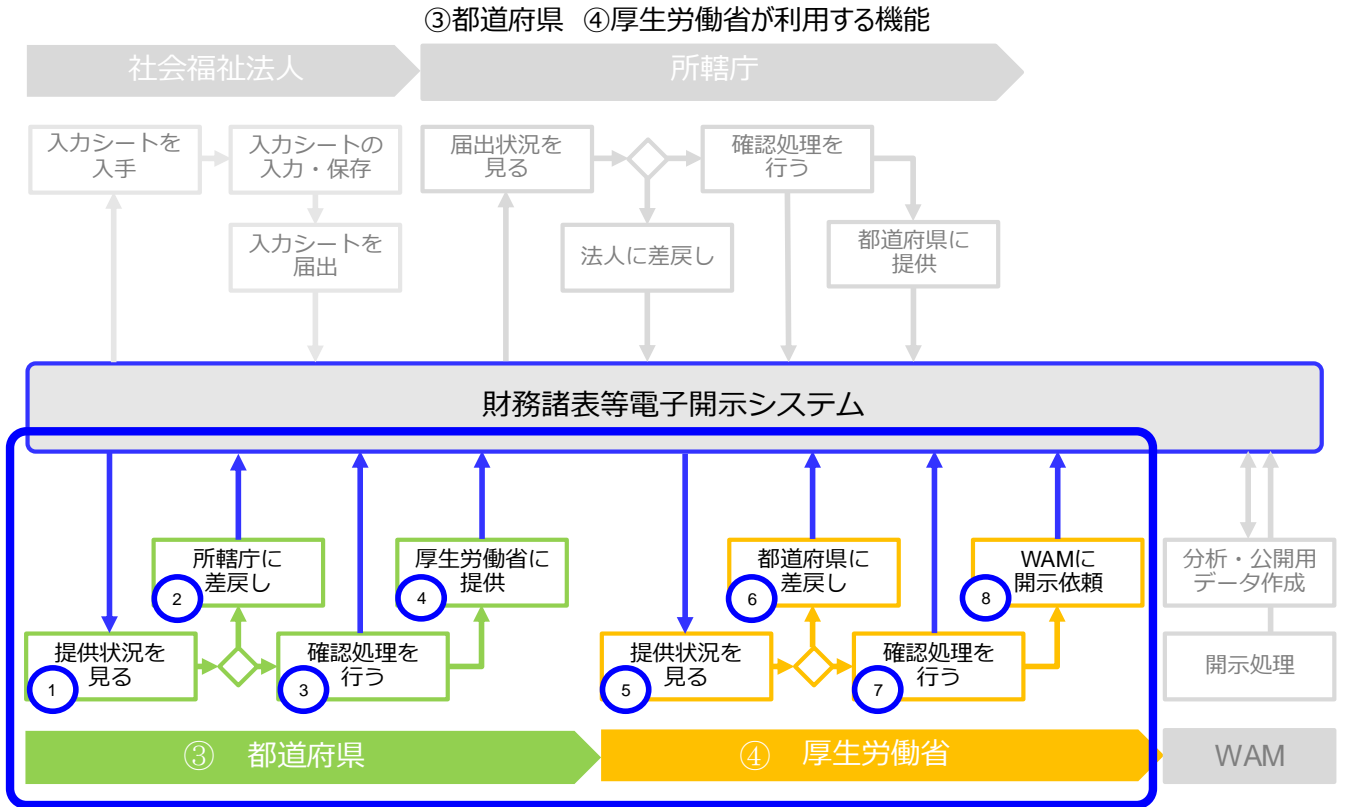 ③都道府県 ④厚生労働省が利用する機能
社会福祉法人
所轄庁
入力シートを
入手
入力シートの
入力・保存
入力シートを
届出
届出状況を
見る
法人に差戻し
確認処理を
行う
都道府県に
提供
財務諸表等電子開示システム
提供状況を
見る
1
所轄庁に
差戻し
2
確認処理を
行う
3
厚生労働省に
提供
4
提供状況を
見る
5
都道府県に
差戻し
6
確認処理を
行う
7
WAMに
開示依頼
8
分析・公開用
データ作成
開示処理
③ 都道府県
④ 厚生労働省
WAM